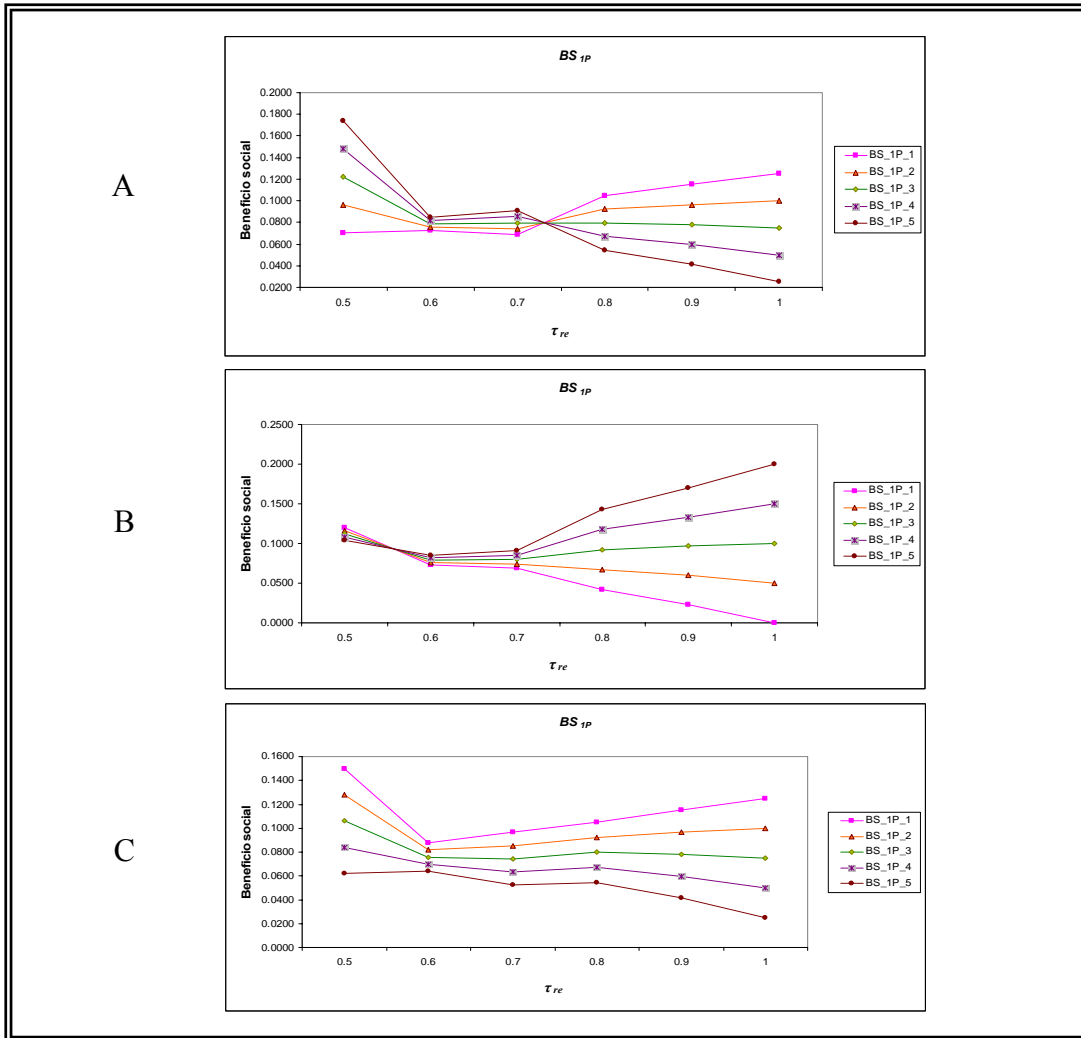 A
BS 1P
Beneficio social
0.2000
0.1800
0.1600
0.1400
0.1200
0.1000
0.0800
0.0600
0.0400
0.0200
0.5 0.6 0.7 0.8 0.9 1
τ re
BS_1P_1
BS_1P_2
BS_1P_3
BS_1P_4
BS_1P_5
B
BS 1P
Beneficio social
0.2500
0.2000
0.1500
0.1000
0.0500
0.0000
0.5 0.6 0.7 0.8 0.9 1
τ re
BS_1P_1
BS_1P_2
BS_1P_3
BS_1P_4
BS_1P_5
C
BS 1P
Beneficio social
0.1600
0.1400
0.1200
0.1000
0.0800
0.0600
0.0400
0.0200
0.0000
0.5 0.6 0.7 0.8 0.9 1
τ re
BS_1P_1
BS_1P_2
BS_1P_3
BS_1P_4
BS_1P_5